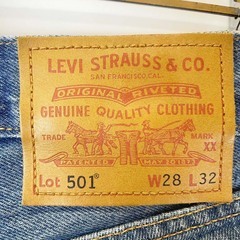 LEVI STRAUSS & CO.
SAN FRANCISCO CAL.
ORIGINAL RIVETED
GENUINE QUALITY CLOTHING
TRADE MARK
XX
PATENTED MAY 20 1873
Lot 501® W28 L32